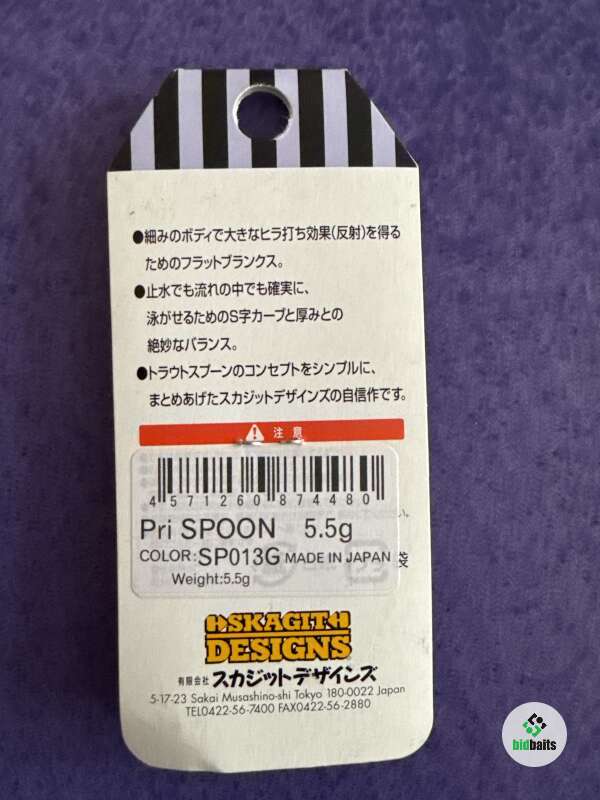 ●細みのボディで大きなヒラ打ち効果(反射)を得る
ためのフラットブランクス。
●止水でも流れの中でも確実に、
泳がせるためのS字カーブと厚みとの
絶妙なバランス。
●トラウトスプーンのコンセプトをシンプルに、
まとめあげたスカジットデザインズの自信作です。
注 意
4 571260 874480
い。
Pri SPOON 5.5g
COLOR:SP013G MADE IN JAPAN
袋
Weight:5.5g
SKAGIT
DESIGNS
有限会社 スカジットデザインズ
5-17-23 Sakai Musashino-shi Tokyo 180-0022 Japan
TEL0422-56-7400 FAX0422-56-2880
bidbaits